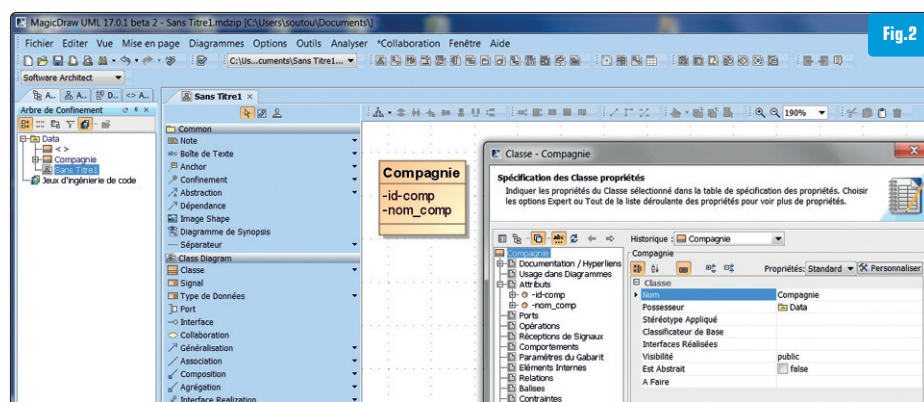 MagicDraw UML 17.0.1 beta 2 - Sans Titre1.mdzip [C:\Users\soutou\Documents\]
Fig.2
Fichier Editer Vue Mise en page Diagrammes Options Outils Analyser *Collaboration Fenêtre Aide
C:\Us...cuments\Sans Titre1...
Software Architect
A.. A.. D.. <> A..
Sans Titre1
Arbre de Confinement
190%
Data
< >
Compagnie
Sans Titre1
Jeux d'ingénierie de code
Common
Note
Boîte de Texte
Anchor
Confinement
Abstraction
Dépendance
Image Shape
Diagramme de Synopsis
Séparateur
Class Diagram
Classe
Signal
Type de Données
Port
Interface
Collaboration
Généralisation
Association
Composition
Agrégation
Interface Realization
Compagnie
-id-comp
-nom_comp
Classe - Compagnie
Spécification des Classe propriétés
Indiquer les propriétés du Classe sélectionné dans la table de spécification des propriétés. Choisir
les options Expert ou Tout de la liste déroulante des propriétés pour voir plus de propriétés.
Historique : Compagnie
Compagnie
Documentation / Hyperliens
Usage dans Diagrammes
Attributs
-id-comp
-nom_comp
Ports
Opérations
Réceptions de Signaux
Comportements
Paramètres du Gabarit
Eléments Internes
Relations
Balises
Contraintes
Compagnie
Propriétés: Standard Personnaliser
Classe
Nom Compagnie
Possesseur Data
Stéréotype Appliqué
Classificateur de Base
Interfaces Réalisées
Visibilité public
Est Abstrait false
A Faire